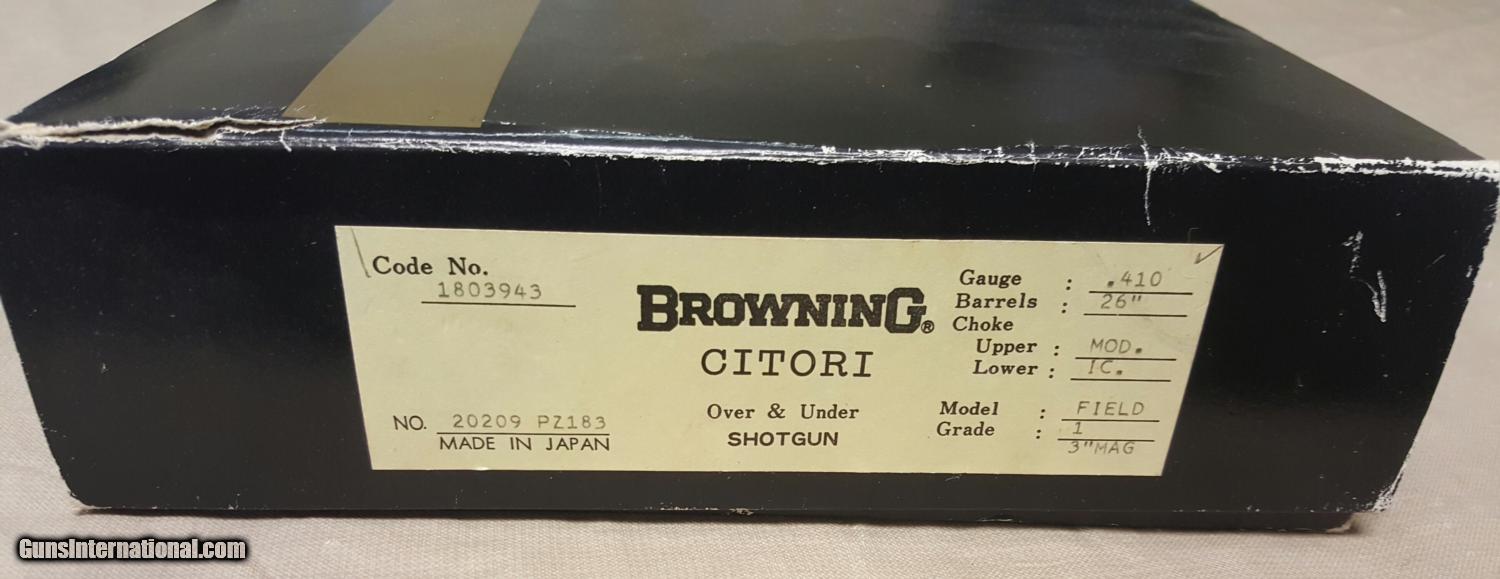 Code No.
1803943
NO. 20209 PZ183
MADE IN JAPAN
BROWNING®
CITORI
Over & Under
SHOTGUN
Gauge : .410
Barrels : 26"
Choke
Upper : MOD.
Lower : IC.
Model : FIELD
Grade : 1
3"MAG
GunsInternational.com